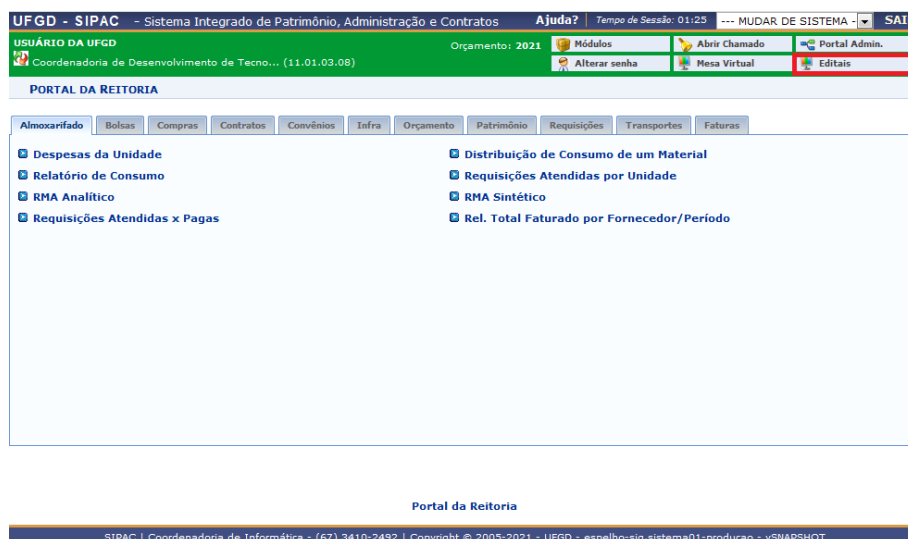 UFGD - SIPAC - Sistema Integrado de Patrimônio, Administração e Contratos Ajuda? Tempo de Sessão: 01:25 --- MUDAR DE SISTEMA - SAI
USUÁRIO DA UFGD Orçamento: 2021 Módulos Abrir Chamado Portal Admin.
Coordenadoria de Desenvolvimento de Tecno... (11.01.03.08) Alterar senha Mesa Virtual Editais
PORTAL DA REITORIA
Almoxarifado Bolsas Compras Contratos Convênios Infra Orçamento Patrimônio Requisições Transportes Faturas
Despesas da Unidade Distribuição de Consumo de um Material
Relatório de Consumo Requisições Atendidas por Unidade
RMA Analítico RMA Sintético
Requisições Atendidas x Pagas Rel. Total Faturado por Fornecedor/Período
Portal da Reitoria
SIPAC | Coordenadoria de Informática - (67) 3410-2492 | Copyright © 2005-2021 - UFGD - espelho-sig.sistema01-producao - vSNAPSHOT